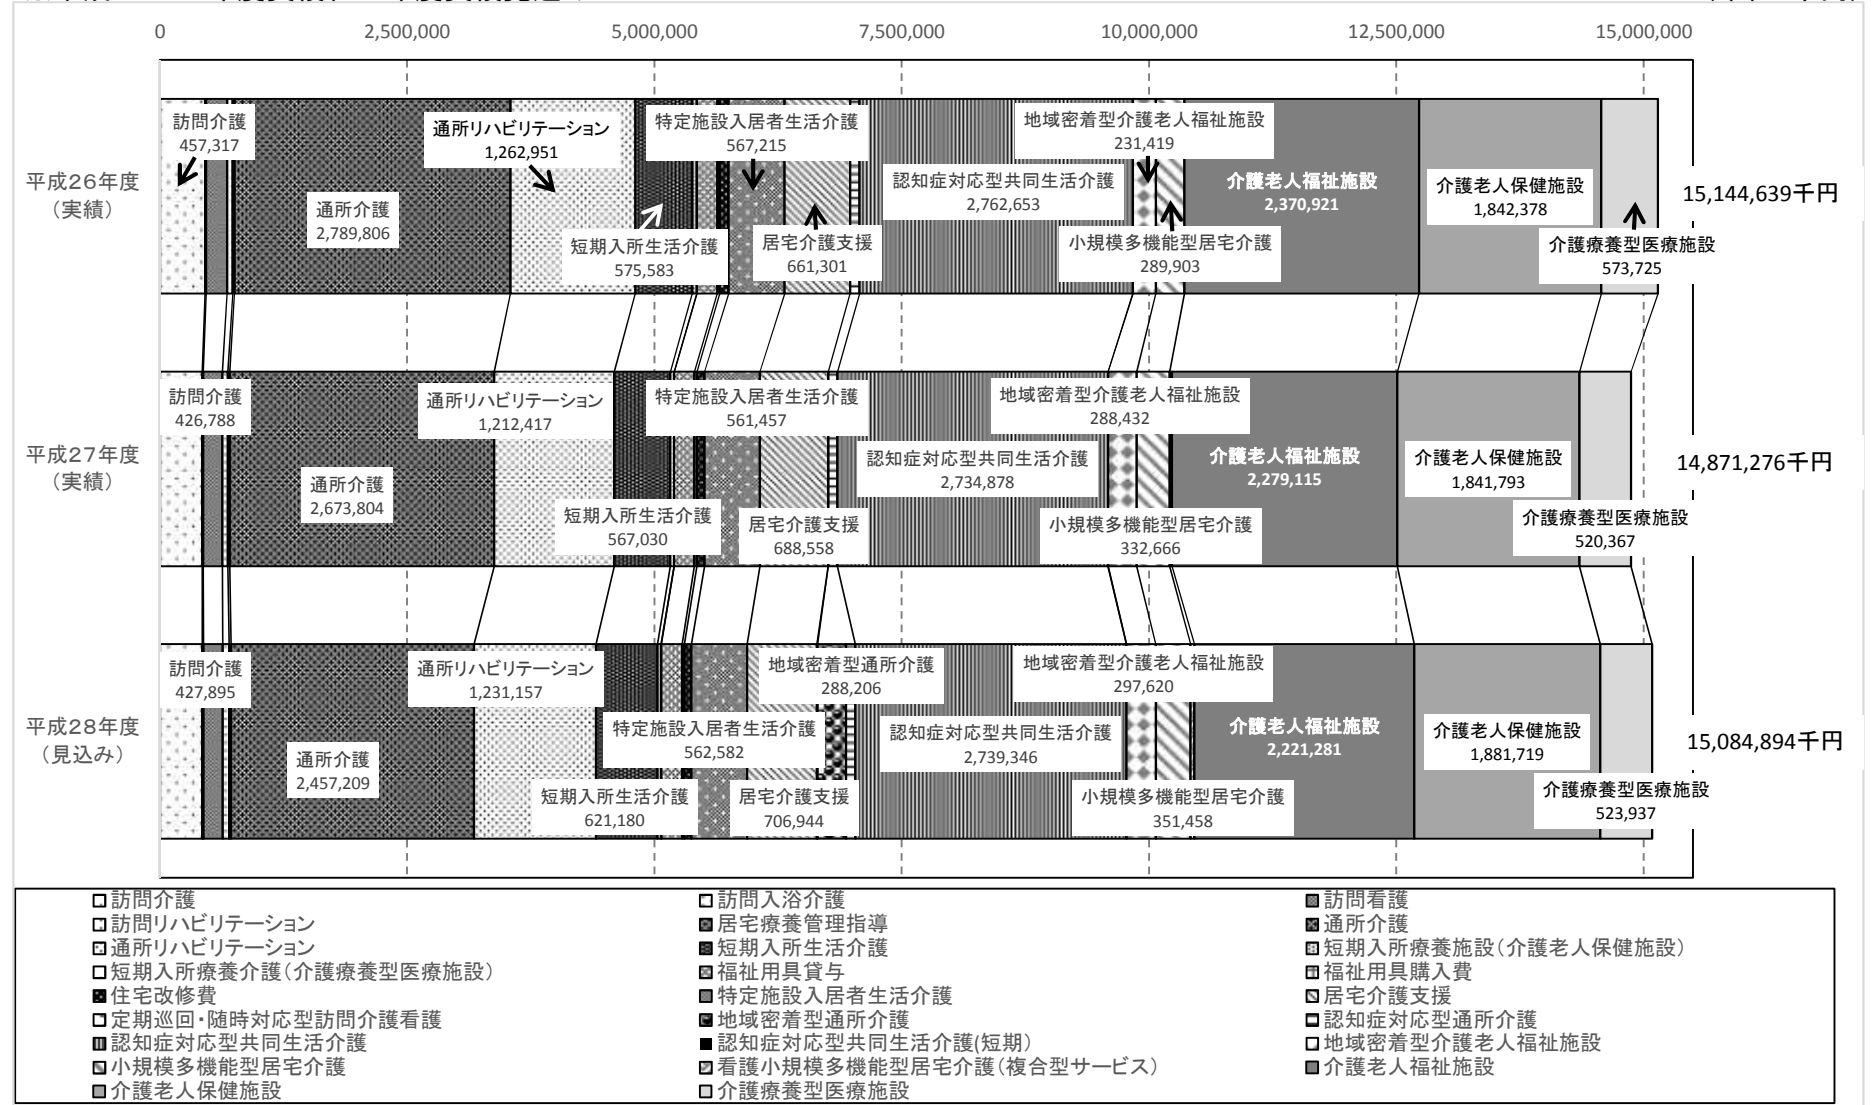 0 2,500,000 5,000,000 7,500,000 10,000,000 12,500,000 15,000,000
平成26年度
（実績）
訪問介護
457,317
通所介護
2,789,806
通所リハビリテーション
1,262,951
短期入所生活介護
575,583
特定施設入居者生活介護
567,215
居宅介護支援
661,301
認知症対応型共同生活介護
2,762,653
地域密着型介護老人福祉施設
231,419
小規模多機能型居宅介護
289,903
介護老人福祉施設
2,370,921
介護老人保健施設
1,842,378
介護療養型医療施設
573,725
15,144,639千円
平成27年度
（実績）
訪問介護
426,788
通所介護
2,673,804
通所リハビリテーション
1,212,417
短期入所生活介護
567,030
特定施設入居者生活介護
561,457
居宅介護支援
688,558
認知症対応型共同生活介護
2,734,878
地域密着型介護老人福祉施設
288,432
小規模多機能型居宅介護
332,666
介護老人福祉施設
2,279,115
介護老人保健施設
1,841,793
介護療養型医療施設
520,367
14,871,276千円
平成28年度
（見込み）
訪問介護
427,895
通所介護
2,457,209
通所リハビリテーション
1,231,157
短期入所生活介護
621,180
特定施設入居者生活介護
562,582
居宅介護支援
706,944
地域密着型通所介護
288,206
認知症対応型共同生活介護
2,739,346
地域密着型介護老人福祉施設
297,620
小規模多機能型居宅介護
351,458
介護老人福祉施設
2,221,281
介護老人保健施設
1,881,719
介護療養型医療施設
523,937
15,084,894千円
訪問介護 訪問入浴介護 訪問看護
訪問リハビリテーション 居宅療養管理指導 通所介護
通所リハビリテーション 短期入所生活介護 短期入所療養施設（介護老人保健施設）
短期入所療養介護（介護療養型医療施設） 福祉用具貸与 福祉用具購入費
住宅改修費 特定施設入居者生活介護 居宅介護支援
定期巡回・随時対応型訪問介護看護 地域密着型通所介護 認知症対応型通所介護
認知症対応型共同生活介護 認知症対応型共同生活介護(短期） 地域密着型介護老人福祉施設
小規模多機能型居宅介護 看護小規模多機能型居宅介護（複合型サービス） 介護老人福祉施設
介護老人保健施設 介護療養型医療施設